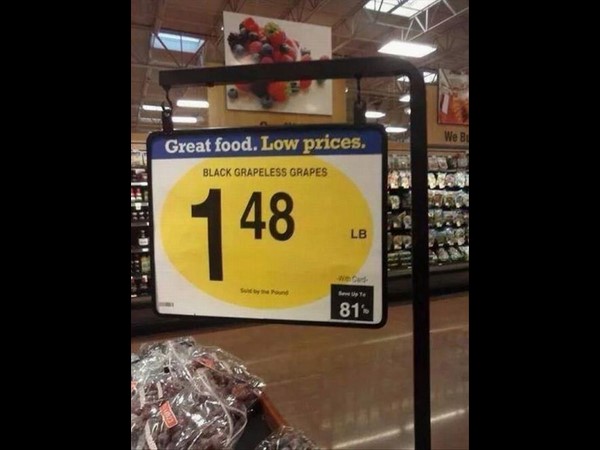 Great food. Low prices.
BLACK GRAPELESS GRAPES
1 48
LB
With Card
Sold by the Pound
Save Up To
81
We B